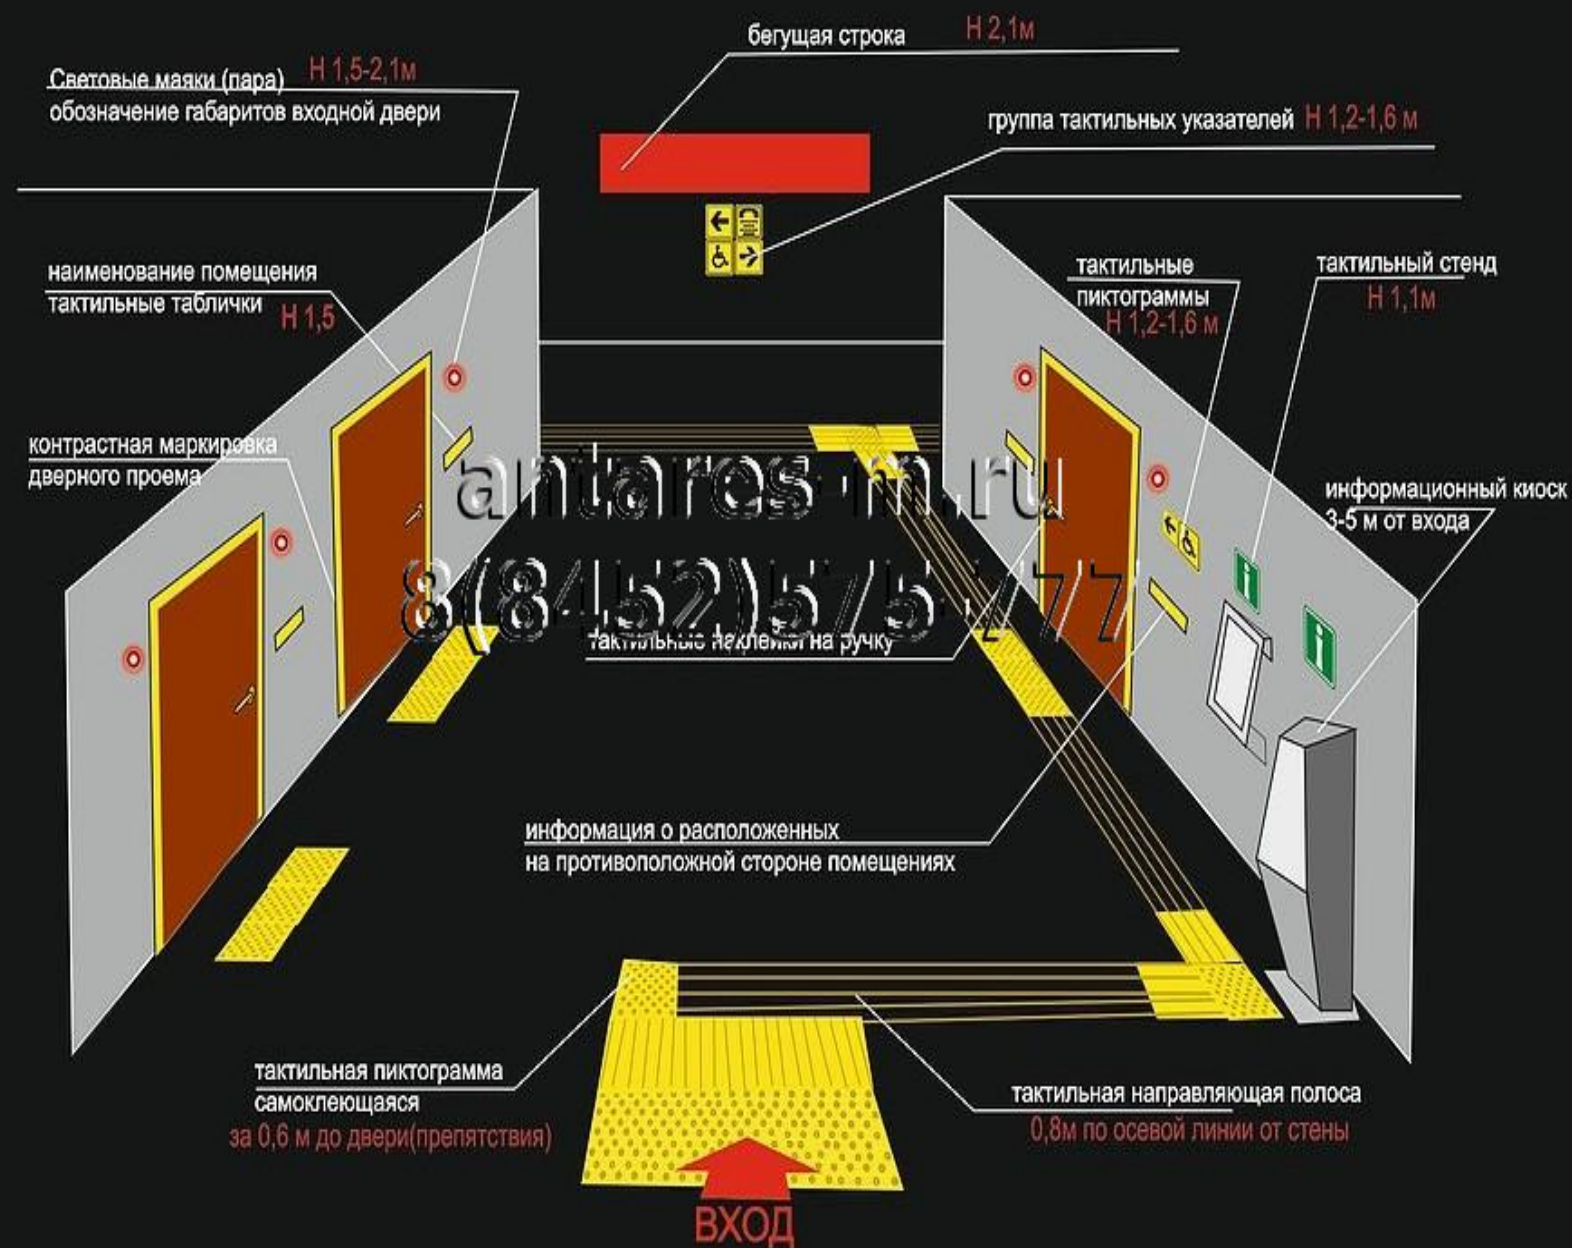 бегущая строка Н 2,1м
Световые маяки (пара) Н 1,5-2,1м
обозначение габаритов входной двери
группа тактильных указателей Н 1,2-1,6 м
наименование помещения
тактильные таблички Н 1,5
тактильные
пиктограммы
Н 1,2-1,6 м
тактильный стенд
Н 1,1м
контрастная маркировка
дверного проема
информационный киоск
3-5 м от входа
antares-m.ru
8(8452)575-777
тактильные наклейки на ручку
i
i
информация о расположенных
на противоположной стороне помещениях
тактильная пиктограмма
самоклеющаяся
за 0,6 м до двери(препятствия)
тактильная направляющая полоса
0,8м по осевой линии от стены
ВХОД